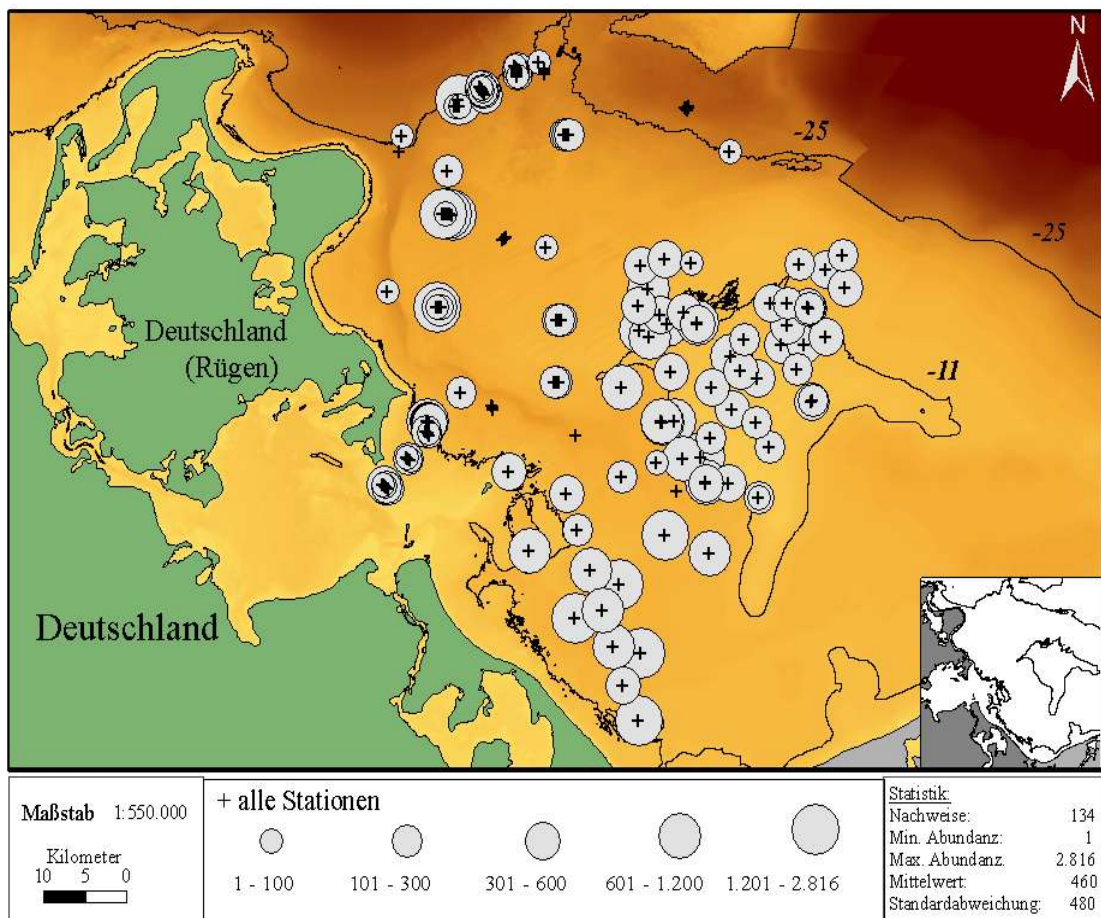 N
-25
-25
Deutschland
(Rügen)
-11
Deutschland
Maßstab 1:550.000
Kilometer
10 5 0
+ alle Stationen
1 - 100
101 - 300
301 - 600
601 - 1.200
1.201 - 2.816
Statistik:
Nachweise: 134
Min. Abundanz: 1
Max. Abundanz. 2.816
Mittelwert: 460
Standardabweichung: 480